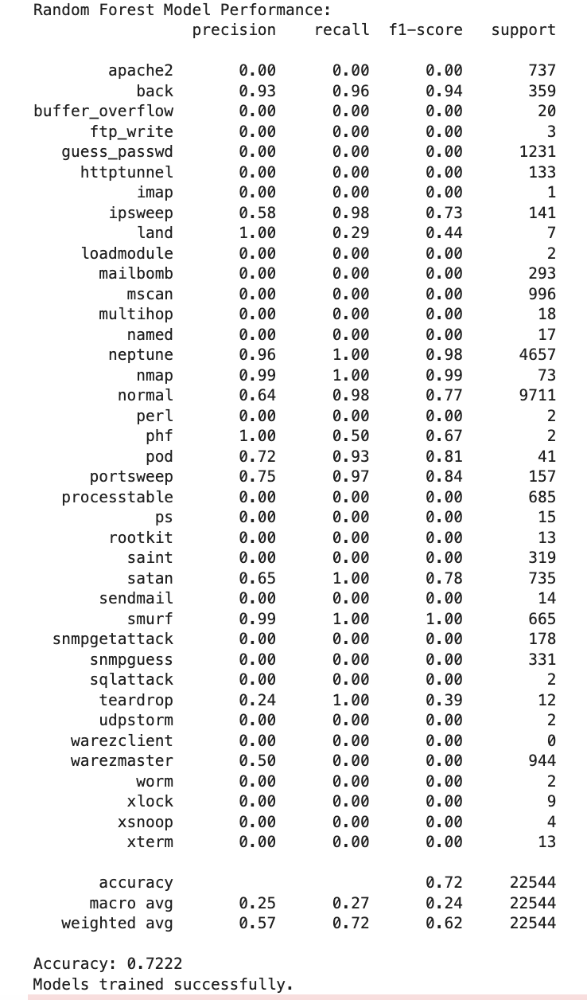 Random Forest Model Performance:
precision recall f1-score support
apache2 0.00 0.00 0.00 737
back 0.93 0.96 0.94 359
buffer_overflow 0.00 0.00 0.00 20
ftp_write 0.00 0.00 0.00 3
guess_passwd 0.00 0.00 0.00 1231
httptunnel 0.00 0.00 0.00 133
imap 0.00 0.00 0.00 1
ipsweep 0.58 0.98 0.73 141
land 1.00 0.29 0.44 7
loadmodule 0.00 0.00 0.00 2
mailbomb 0.00 0.00 0.00 293
mscan 0.00 0.00 0.00 996
multihop 0.00 0.00 0.00 18
named 0.00 0.00 0.00 17
neptune 0.96 1.00 0.98 4657
nmap 0.99 1.00 0.99 73
normal 0.64 0.98 0.77 9711
perl 0.00 0.00 0.00 2
phf 1.00 0.50 0.67 2
pod 0.72 0.93 0.81 41
portsweep 0.75 0.97 0.84 157
processtable 0.00 0.00 0.00 685
ps 0.00 0.00 0.00 15
rootkit 0.00 0.00 0.00 13
saint 0.00 0.00 0.00 319
satan 0.65 1.00 0.78 735
sendmail 0.00 0.00 0.00 14
smurf 0.99 1.00 1.00 665
snmpgetattack 0.00 0.00 0.00 178
snmpguess 0.00 0.00 0.00 331
sqlattack 0.00 0.00 0.00 2
teardrop 0.24 1.00 0.39 12
udpstorm 0.00 0.00 0.00 2
warezclient 0.00 0.00 0.00 0
warezmaster 0.50 0.00 0.00 944
worm 0.00 0.00 0.00 2
xlock 0.00 0.00 0.00 9
xsnoop 0.00 0.00 0.00 4
xterm 0.00 0.00 0.00 13
accuracy 0.72 22544
macro avg 0.25 0.27 0.24 22544
weighted avg 0.57 0.72 0.62 22544
Accuracy: 0.7222
Models trained successfully.